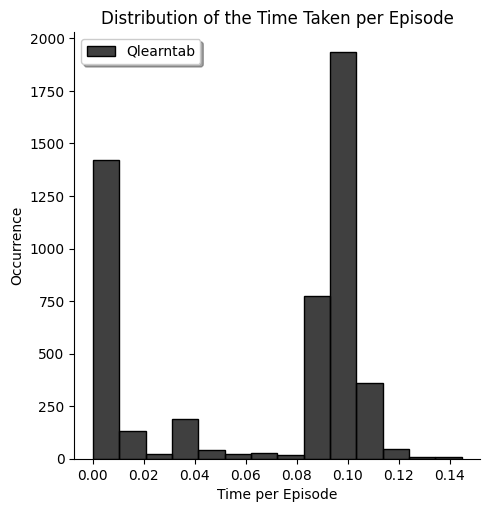 Distribution of the Time Taken per Episode
Qlearntab
2000
1750
1500
1250
1000
750
500
250
0
Occurrence
0.00 0.02 0.04 0.06 0.08 0.10 0.12 0.14
Time per Episode